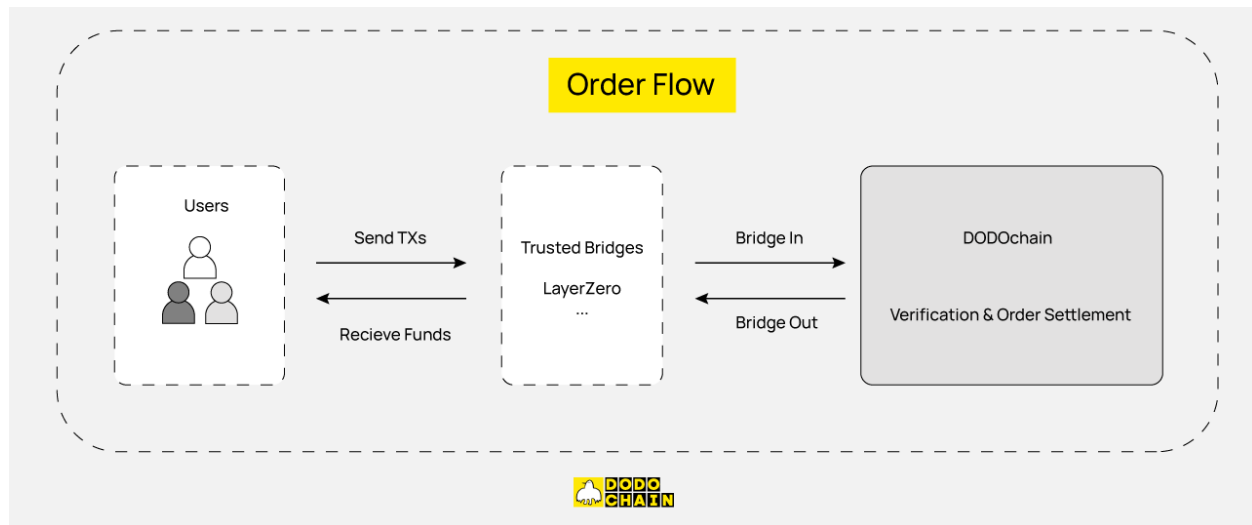 Order Flow
Users
Send TXs
Recieve Funds
Trusted Bridges
LayerZero
...
Bridge In
Bridge Out
DODOchain
Verification & Order Settlement
DODO
CHAIN